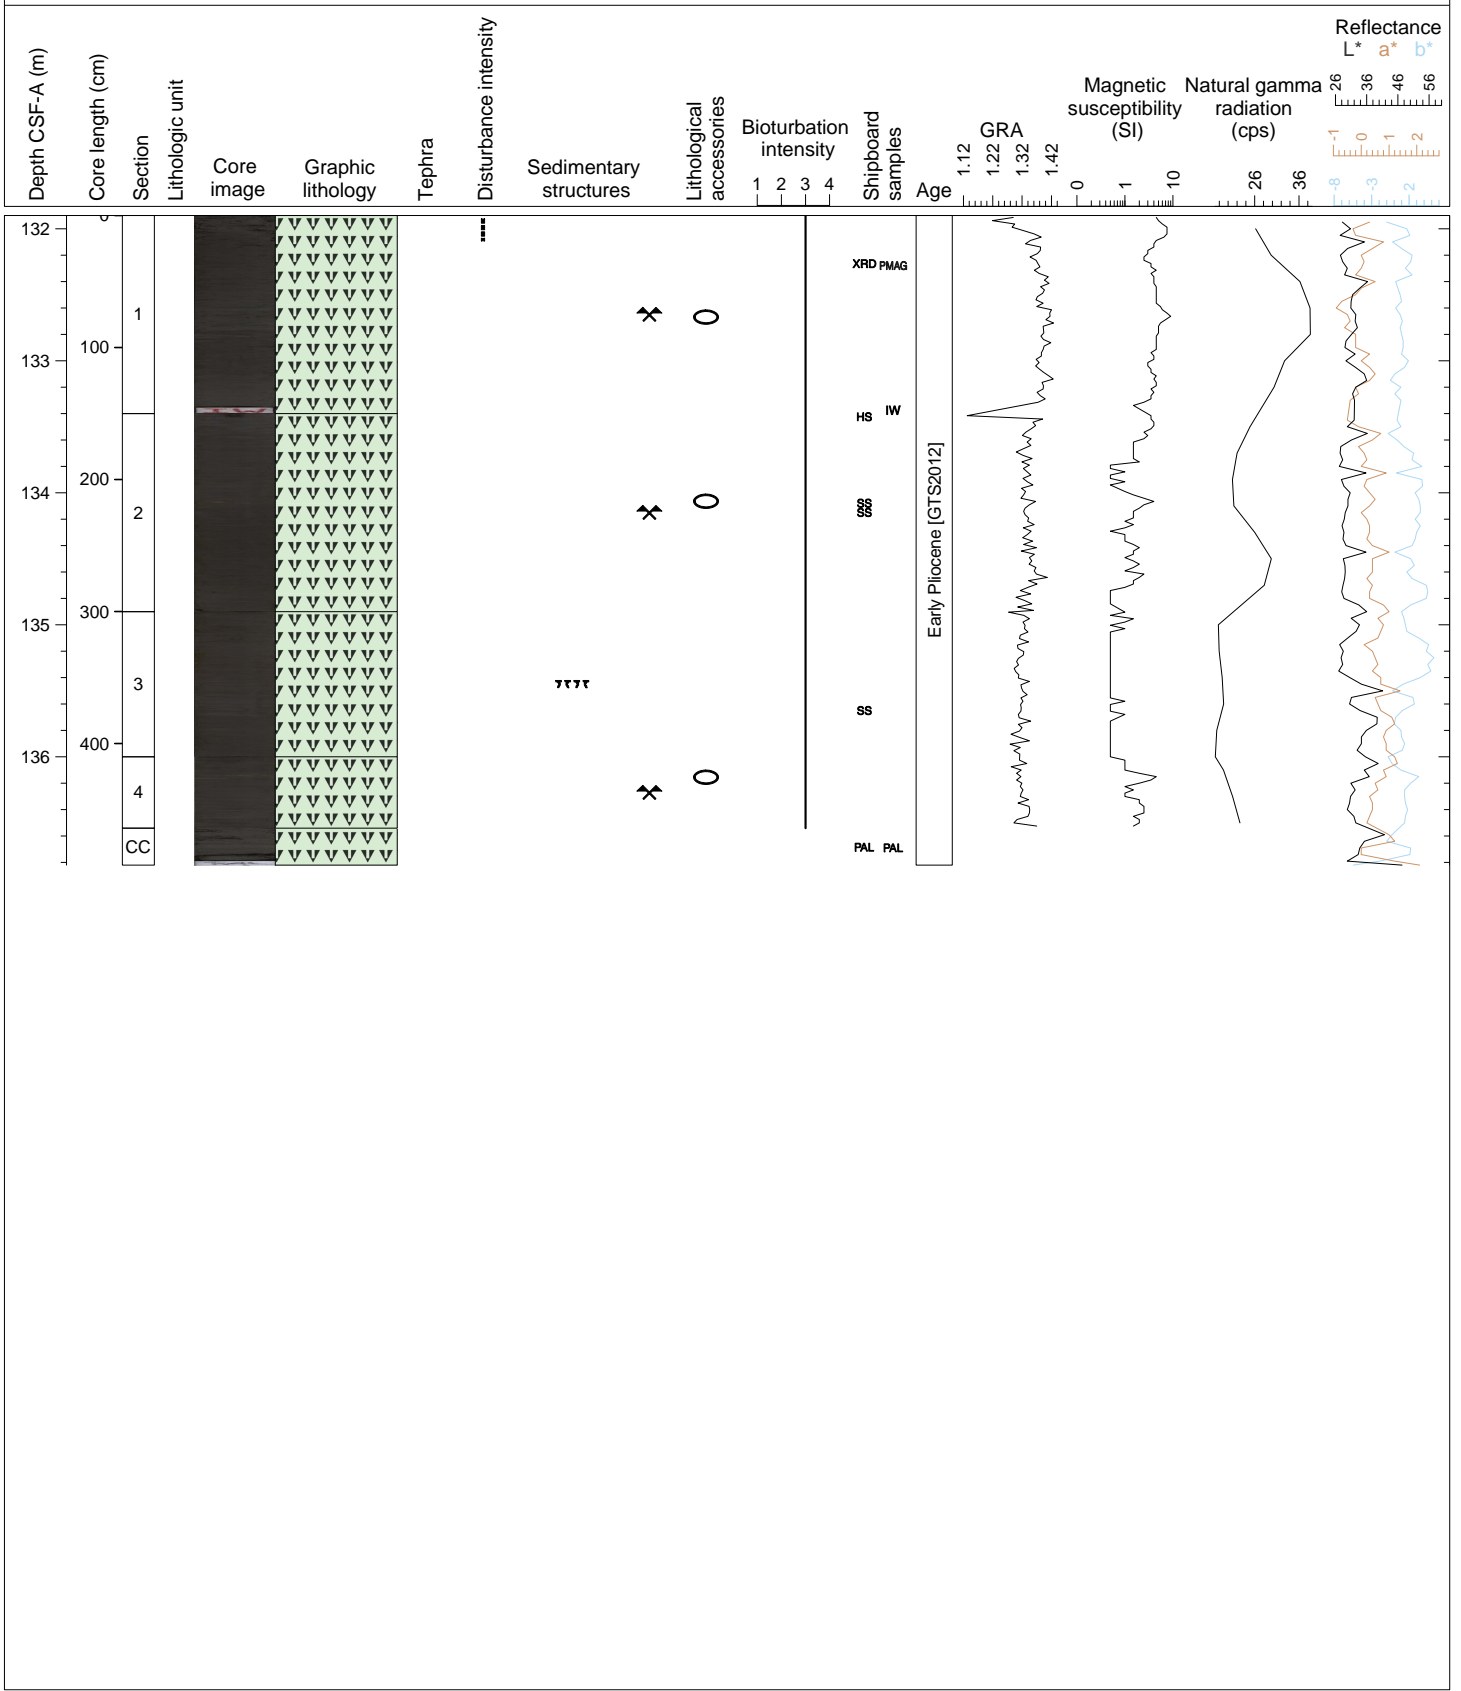 Depth CSF-A (m)
Core length (cm)
Section
Lithologic unit
Core
image
Graphic
lithology
Tephra
Disturbance intensity
Sedimentary
structures
Lithological
accessories
Bioturbation
intensity
1 2 3 4
Shipboard
samples
Age
GRA
1.12 1.22 1.32 1.42
Magnetic
susceptibility
(SI)
0 1 10
Natural gamma
radiation
(cps)
26 36
Reflectance
L* a* b*
26 36 46 56
-1 0 1 2
-8 -3 2
0
132
XRD PMAG
1
100
133
IW
HS
IW
200
134
2
SS
SS
Early Pliocene [GTS2012]
300
135
3
SS
400
136
4
CC
PAL PAL